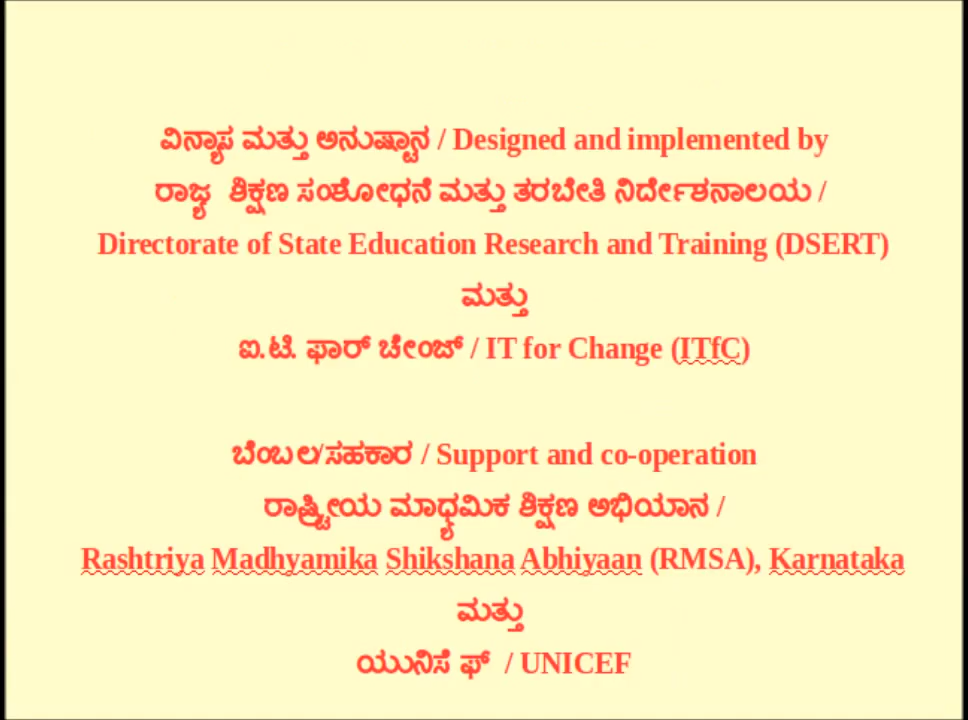 ವಿನ್ಯಾಸ ಮತ್ತು ಅನುಷ್ಟಾನ / Designed and implemented by
ರಾಜ್ಯ ಶಿಕ್ಷಣ ಸಂಶೋಧನೆ ಮತ್ತು ತರಬೇತಿ ನಿರ್ದೇಶನಾಲಯ /
Directorate of State Education Research and Training (DSERT)
ಮತ್ತು
ಐ.ಟಿ. ಫಾರ್ ಚೇಂಜ್ / IT for Change (ITfC)
ಬೆಂಬಲ/ಸಹಕಾರ / Support and co-operation
ರಾಷ್ಟ್ರೀಯ ಮಾಧ್ಯಮಿಕ ಶಿಕ್ಷಣ ಅಭಿಯಾನ /
Rashtriya Madhyamika Shikshana Abhiyaan (RMSA), Karnataka
ಮತ್ತು
ಯುನಿಸೆ ಫ್ / UNICEF